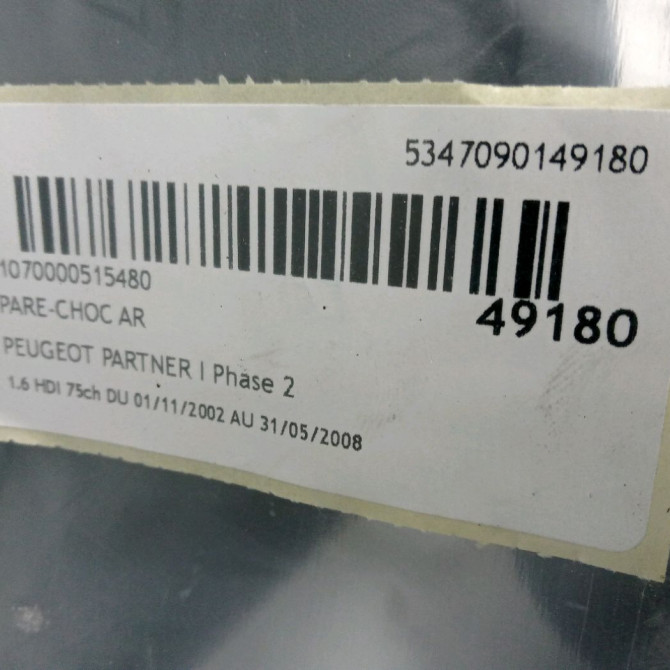 5347090149180
1070000515480
49180
PARE-CHOC AR
PEUGEOT PARTNER I Phase 2
1.6 HDI 75ch DU 01/11/2002 AU 31/05/2008